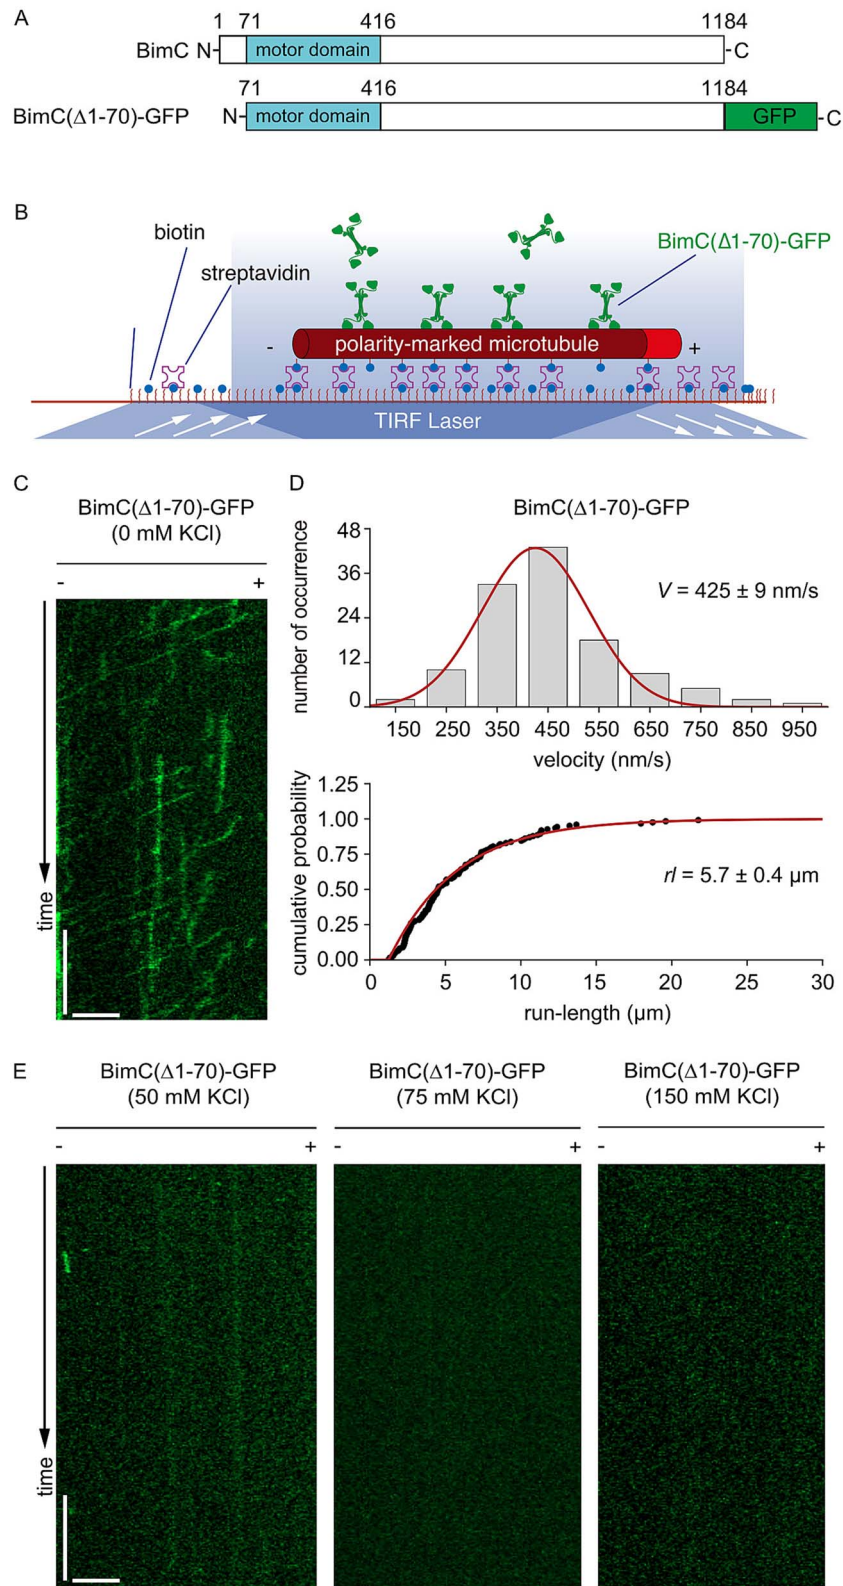 A
1 71 416 1184
BimC N- motor domain -C
71 416 1184
BimC(Δ1-70)-GFP N- motor domain GFP -C
B
biotin
streptavidin
BimC(Δ1-70)-GFP
- polarity-marked microtubule +
TIRF Laser
C
BimC(Δ1-70)-GFP
(0 mM KCl)
- +
time
D
BimC(Δ1-70)-GFP
number of occurrence
48
36
24
12
0
V = 425 ± 9 nm/s
150 250 350 450 550 650 750 850 950
velocity (nm/s)
cumulative probability
1.25
1.00
0.75
0.50
0.25
0.00
rl = 5.7 ± 0.4 μm
0 5 10 15 20 25 30
run-length (μm)
E
BimC(Δ1-70)-GFP
(50 mM KCl)
- +
BimC(Δ1-70)-GFP
(75 mM KCl)
- +
BimC(Δ1-70)-GFP
(150 mM KCl)
- +
time